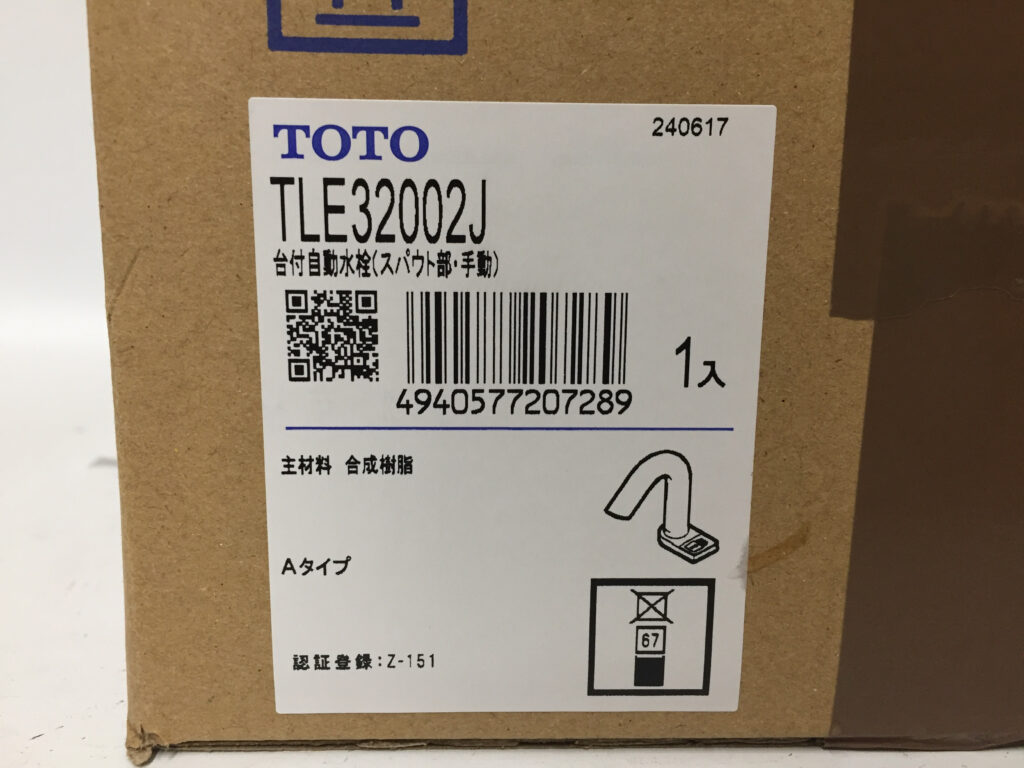 TOTO
240617
TLE32002J
台付自動水栓(スパウト部・手動)
1入
4940577207289
主材料 合成樹脂
Aタイプ
67
認証登録:Z-151